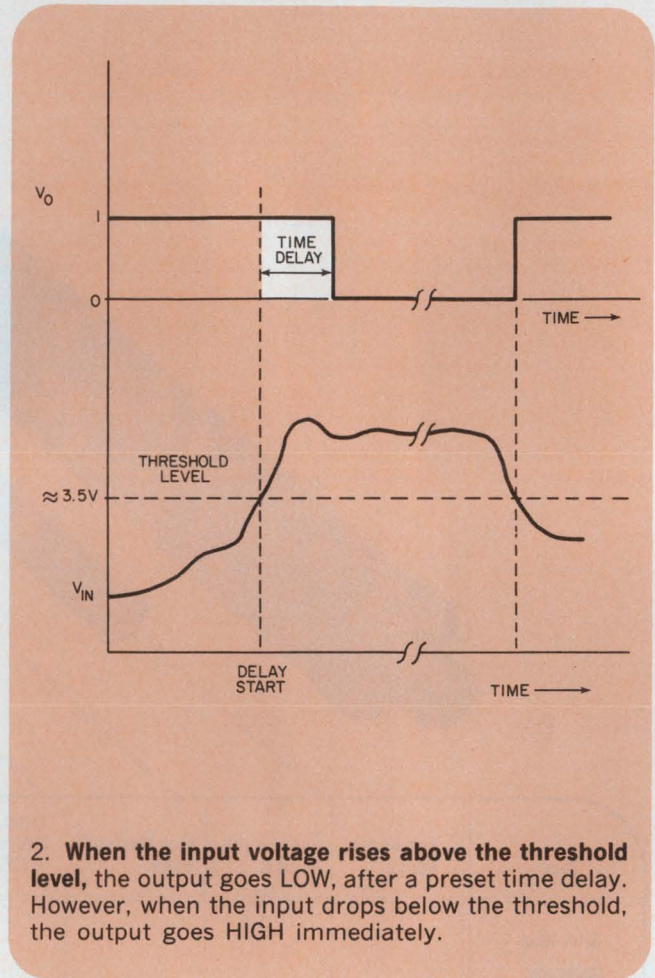 V_O
1
TIME
DELAY
0
TIME
THRESHOLD
LEVEL
≈ 3.5V
V_IN
DELAY
START
TIME
2. When the input voltage rises above the threshold
level, the output goes LOW, after a preset time delay.
However, when the input drops below the threshold,
the output goes HIGH immediately.